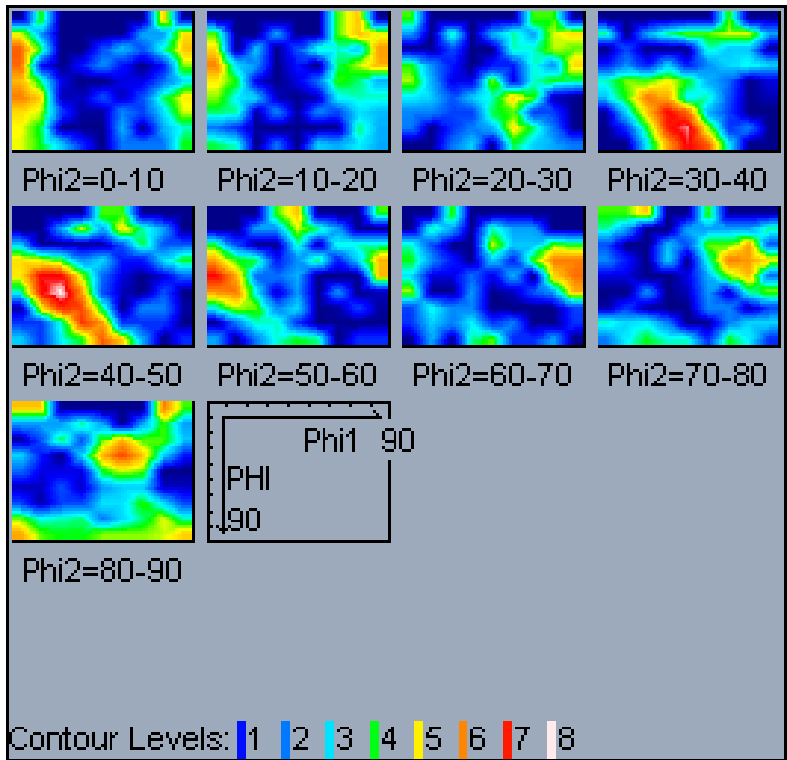 Phi2=0-10 Phi2=10-20 Phi2=20-30 Phi2=30-40
Phi2=40-50 Phi2=50-60 Phi2=60-70 Phi2=70-80
Phi1 90
PHI
90
Phi2=80-90
Contour Levels: 1 2 3 4 5 6 7 8